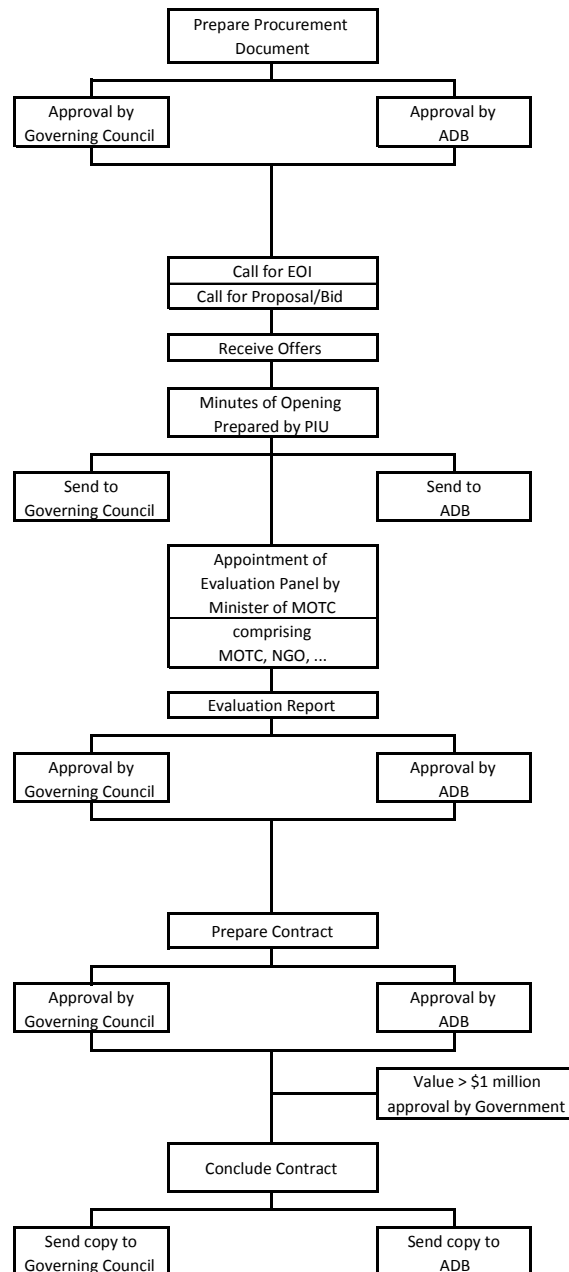 Prepare Procurement
Document
Approval by
Governing Council
Approval by
ADB
Call for EOI
Call for Proposal/Bid
Receive Offers
Minutes of Opening
Prepared by PIU
Send to
Governing Council
Send to
ADB
Appointment of
Evaluation Panel by
Minister of MOTC
comprising
MOTC, NGO, ...
Evaluation Report
Approval by
Governing Council
Approval by
ADB
Prepare Contract
Approval by
Governing Council
Approval by
ADB
Value > $1 million
approval by Government
Conclude Contract
Send copy to
Governing Council
Send copy to
ADB